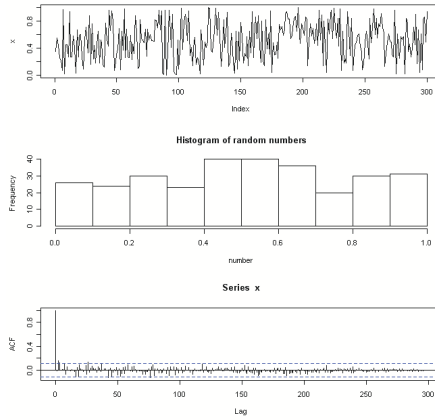 x
0.0 0.4 0.8
0 50 100 150 200 250 300
Index
Histogram of random numbers
Frequency
0 10 20 30 40
0.0 0.2 0.4 0.6 0.8 1.0
number
Series x
ACF
0.0 0.4 0.8
0 50 100 150 200 250 300
Lag